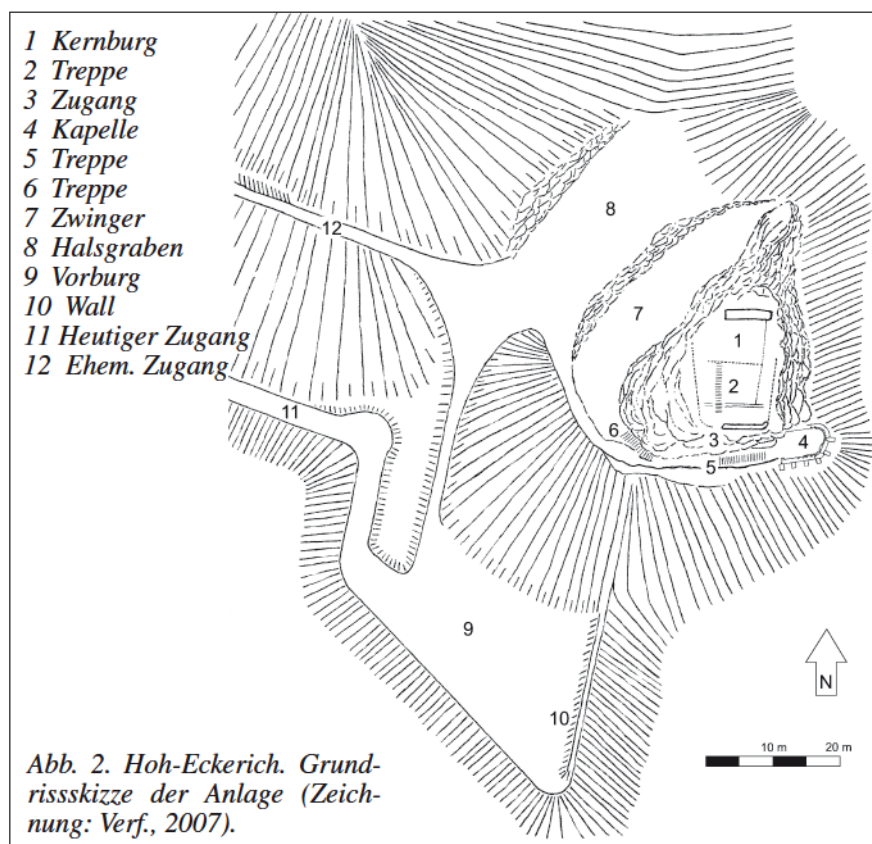 1 Kernburg
2 Treppe
3 Zugang
4 Kapelle
5 Treppe
6 Treppe
7 Zwinger
8 Halsgraben
9 Vorburg
10 Wall
11 Heutiger Zugang
12 Ehem. Zugang
12
8
7
1
2
11
6
3
4
5
9
10
N
10 m 20 m
Abb. 2. Hoh-Eckerich. Grund-
rissskizze der Anlage (Zeich-
nung: Verf., 2007).